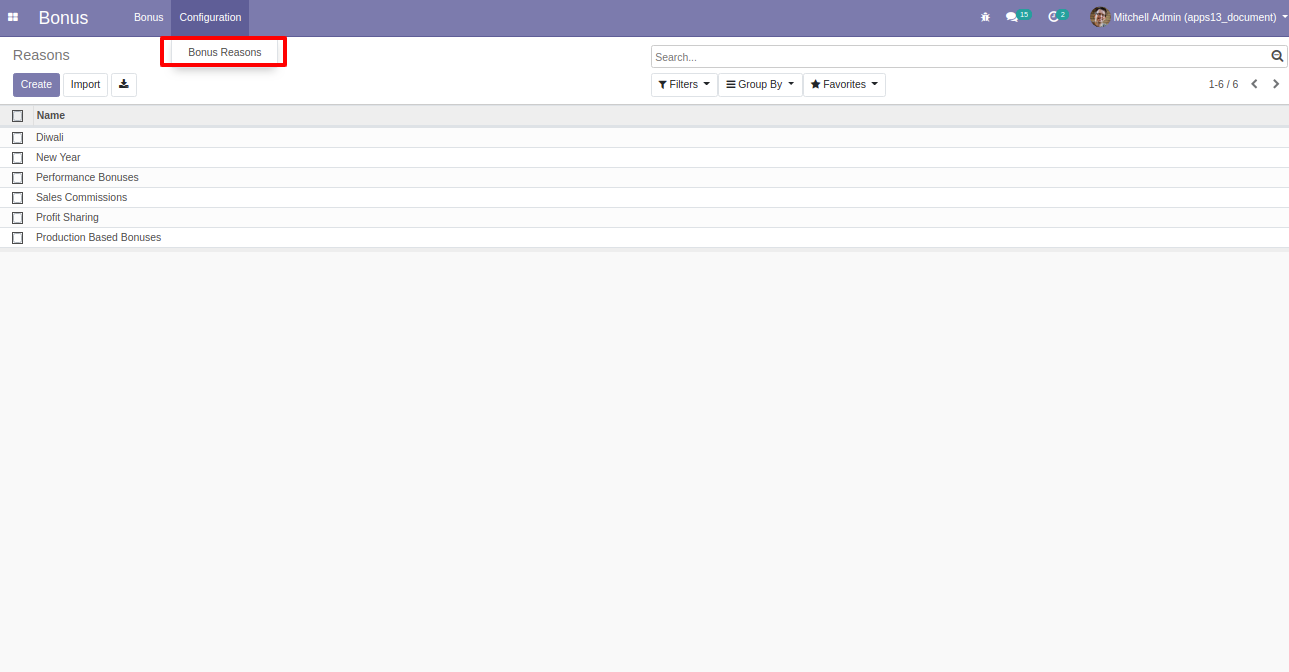 Bonus Bonus Configuration 15 2 Mitchell Admin (apps13_document)
Bonus Reasons
Reasons
Search...
Create Import Filters Group By Favorites 1-6 / 6
Name
Diwali
New Year
Performance Bonuses
Sales Commissions
Profit Sharing
Production Based Bonuses